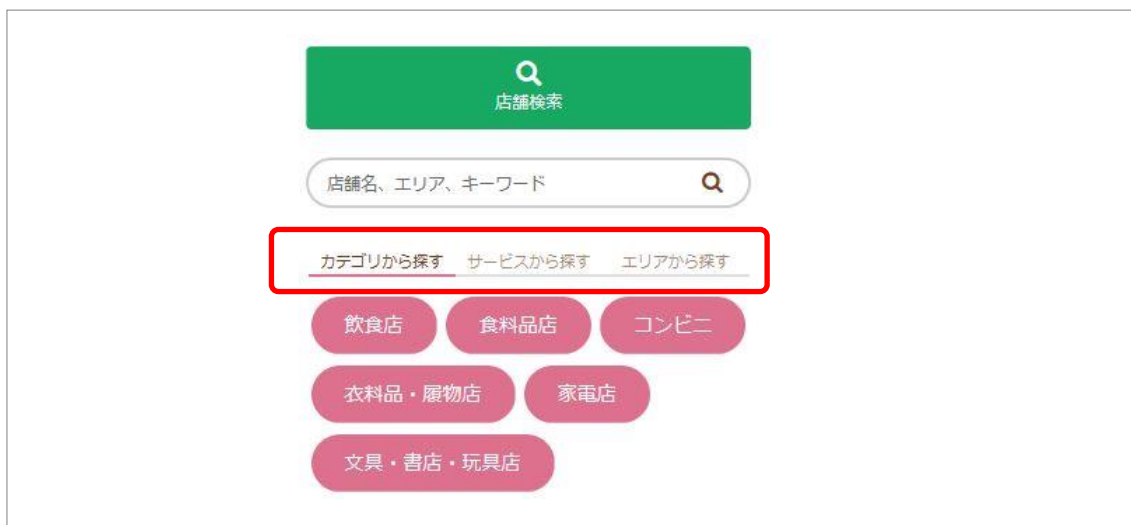 店舗検索
店舗名、エリア、キーワード
カテゴリから探す サービスから探す エリアから探す
飲食店 食料品店 コンビニ
衣料品・履物店 家電店
文具・書店・玩具店